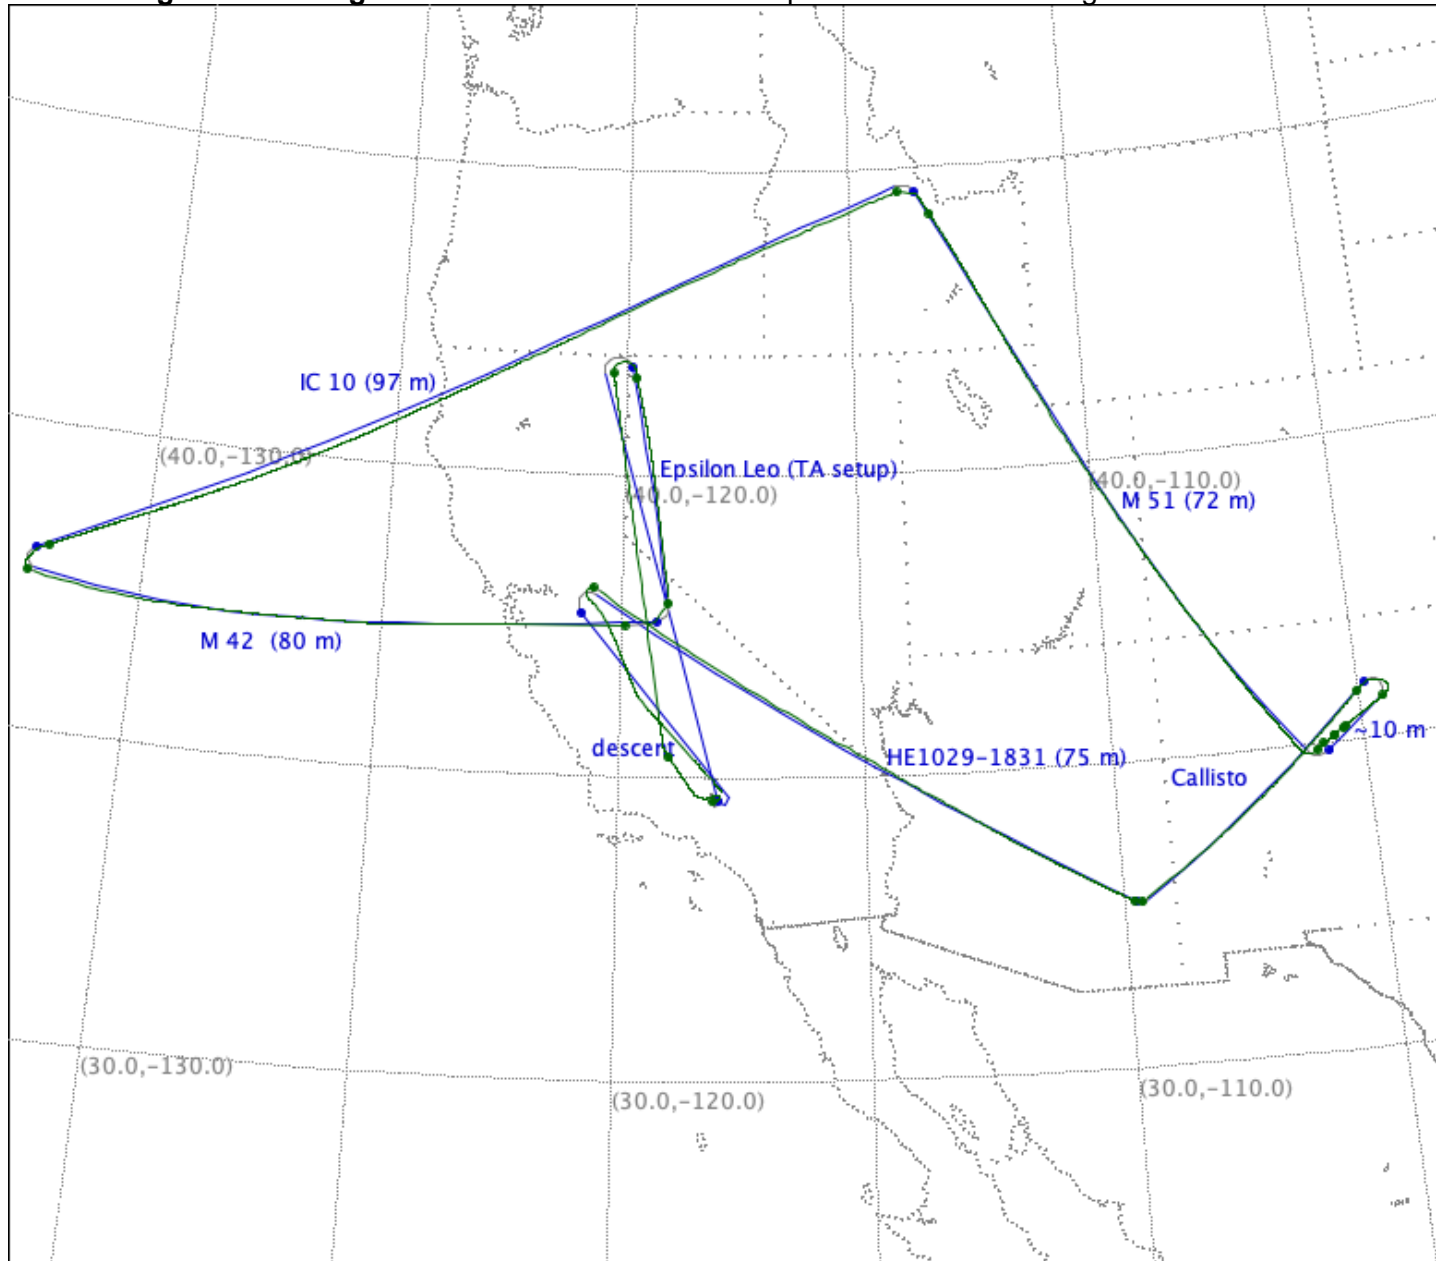 IC 10 (97 m)
(40.0,-130.0)
Epsilon Leo (TA setup)
(40.0,-120.0)
(40.0,-110.0)
M 51 (72 m)
M 42 (80 m)
descent
HE1029-1831 (75 m)
~10 m
Callisto
(30.0,-130.0)
(30.0,-120.0)
(30.0,-110.0)